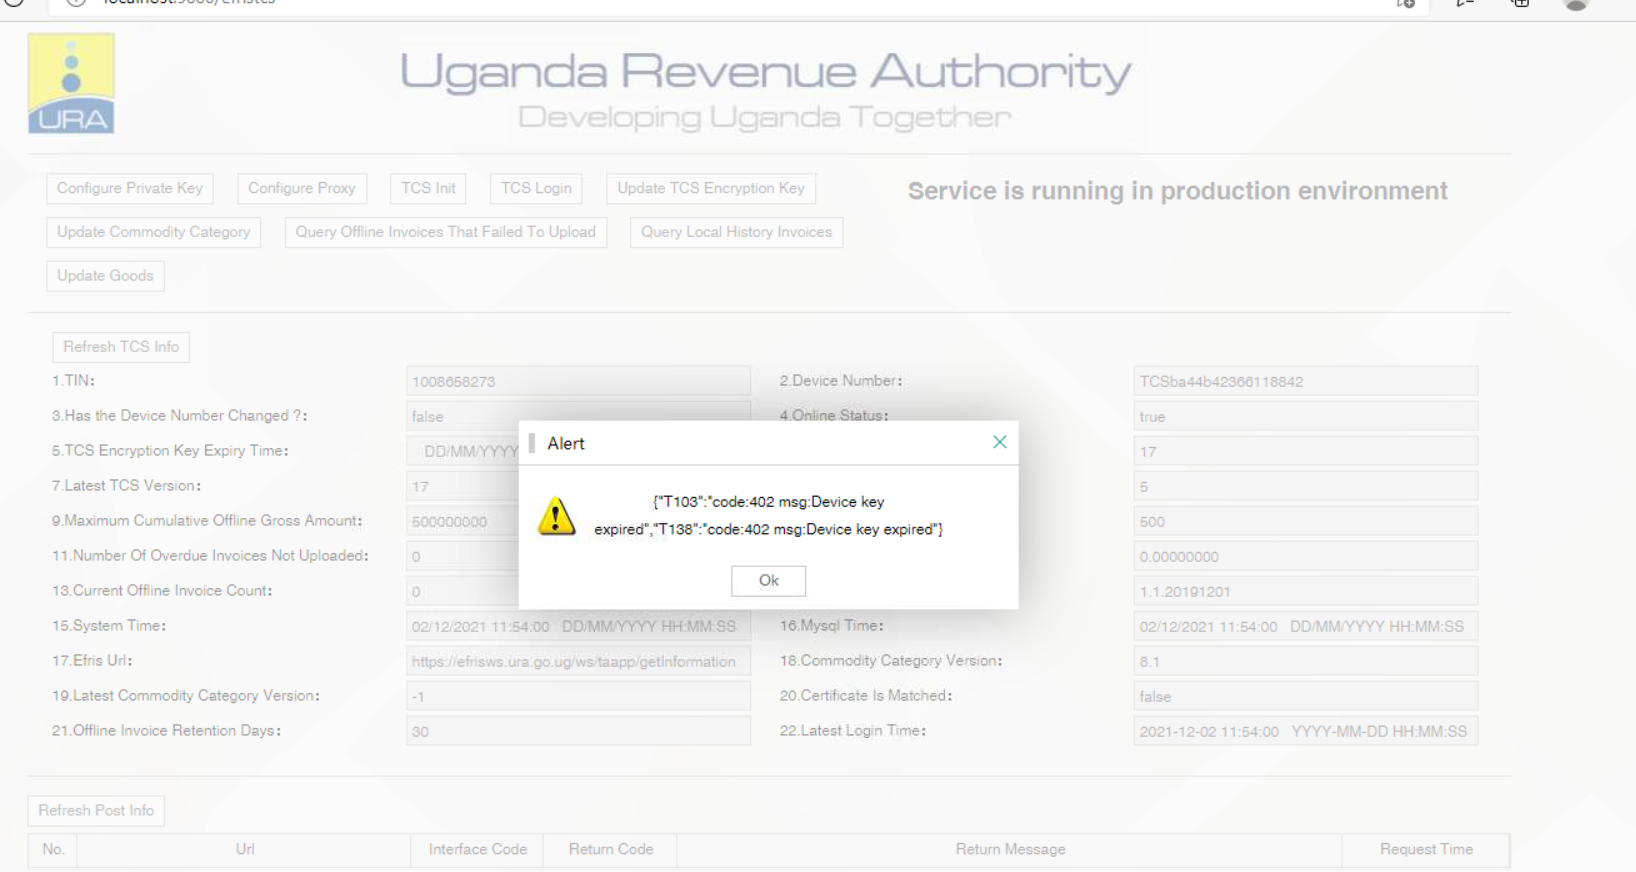 URA
Uganda Revenue Authority
Developing Uganda Together
Configure Private Key Configure Proxy TCS Init TCS Login Update TCS Encryption Key
Service is running in production environment
Update Commodity Category Query Offline Invoices That Failed To Upload Query Local History Invoices
Update Goods
Refresh TCS Info
1.TIN: 1008658273 2.Device Number: TCSba44b42366118842
3.Has the Device Number Changed ?: false 4.Online Status: true
5.TCS Encryption Key Expiry Time: DD/MM/YYYY 17
7.Latest TCS Version: 17 5
9.Maximum Cumulative Offline Gross Amount: 500000000 500
11.Number Of Overdue Invoices Not Uploaded: 0 0.00000000
13.Current Offline Invoice Count: 0 1.1.20191201
15.System Time: 02/12/2021 11:54:00 DD/MM/YYYY HH:MM:SS 16.Mysql Time: 02/12/2021 11:54:00 DD/MM/YYYY HH:MM:SS
17.Efris Url: https://efrisws.ura.go.ug/ws/taapp/getInformation 18.Commodity Category Version: 8.1
19.Latest Commodity Category Version: -1 20.Certificate Is Matched: false
21.Offline Invoice Retention Days: 30 22.Latest Login Time: 2021-12-02 11:54:00 YYYY-MM-DD HH:MM:SS
Alert
{"T103":"code:402 msg:Device key
expired","T138":"code:402 msg:Device key expired"}
Ok
Refresh Post Info
No. Url Interface Code Return Code Return Message Request Time